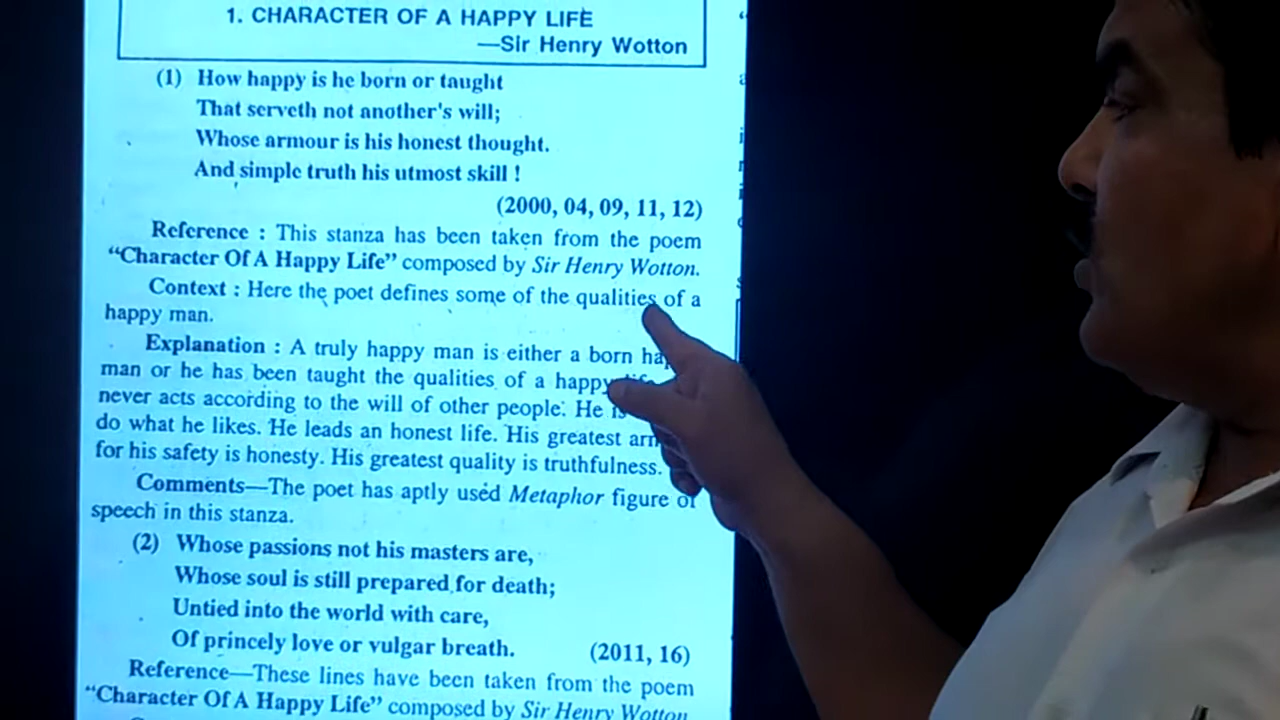 1. CHARACTER OF A HAPPY LIFE
—Sir Henry Wotton
(1) How happy is he born or taught
That serveth not another's will;
Whose armour is his honest thought.
And simple truth his utmost skill !
(2000, 04, 09, 11, 12)
Reference : This stanza has been taken from the poem
“Character Of A Happy Life” composed by Sir Henry Wotton.
Context : Here the poet defines some of the qualities of a
happy man.
Explanation : A truly happy man is either a born
man or he has been taught the qualities of a happy
never acts according to the will of other people. He
do what he likes. He leads an honest life. His greatest
for his safety is honesty. His greatest quality is truthfulness.
Comments—The poet has aptly used Metaphor figure of
speech in this stanza.
(2) Whose passions not his masters are,
Whose soul is still prepared for death;
Untied into the world with care,
Of princely love or vulgar breath. (2011, 16)
Reference—These lines have been taken from the poem
“Character Of A Happy Life” composed by Sir Henry Wotton